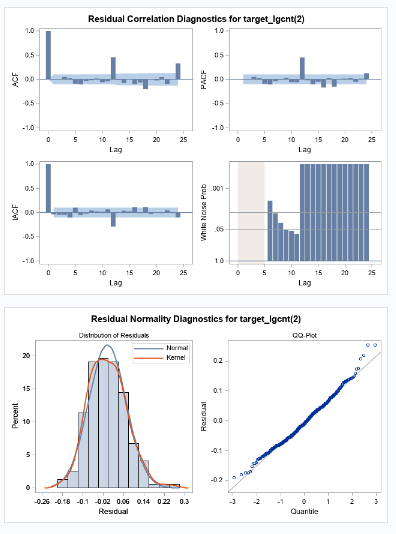 Residual Correlation Diagnostics for target_lgcnt(2)
1.0
0.5
0.0
-0.5
-1.0
ACF
0 5 10 15 20 25
Lag
1.0
0.5
0.0
-0.5
-1.0
PACF
0 5 10 15 20 25
Lag
1.0
0.5
0.0
-0.5
-1.0
IACF
0 5 10 15 20 25
Lag
.001
.05
1.0
White Noise Prob
0 5 10 15 20 25
Lag
Residual Normality Diagnostics for target_lgcnt(2)
Distribution of Residuals
Normal
Kernel
20
15
10
5
0
Percent
-0.26 -0.18 -0.1 -0.02 0.06 0.14 0.22 0.3
Residual
QQ-Plot
0.2
0.1
0.0
-0.1
-0.2
Residual
-3 -2 -1 0 1 2 3
Quantile